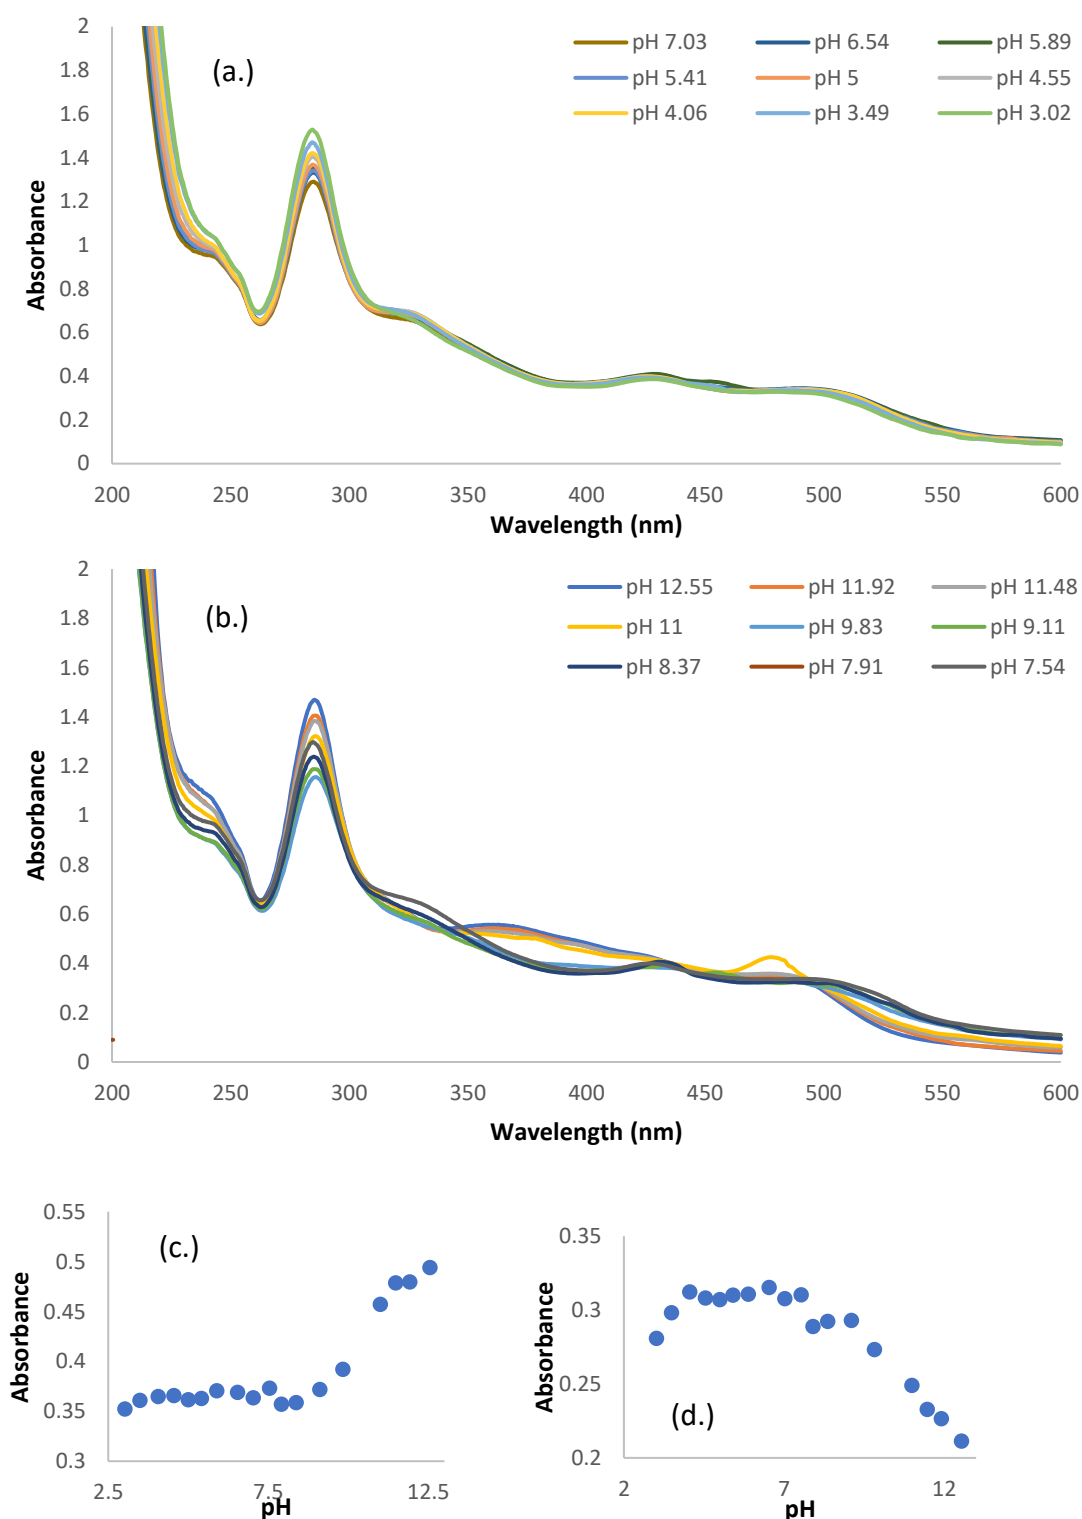 2
1.8
1.6
1.4
1.2
1
0.8
0.6
0.4
0.2
0
Absorbance
(a.)
pH 7.03 pH 6.54 pH 5.89
pH 5.41 pH 5 pH 4.55
pH 4.06 pH 3.49 pH 3.02
200 250 300 350 400 450 500 550 600
Wavelength (nm)
2
1.8
1.6
1.4
1.2
1
0.8
0.6
0.4
0.2
0
Absorbance
(b.)
pH 12.55 pH 11.92 pH 11.48
pH 11 pH 9.83 pH 9.11
pH 8.37 pH 7.91 pH 7.54
200 250 300 350 400 450 500 550 600
Wavelength (nm)
0.55
0.5
0.45
0.4
0.35
0.3
Absorbance
(c.)
2.5 7.5 12.5
pH
0.35
0.3
0.25
0.2
Absorbance
(d.)
2 7 12
pH